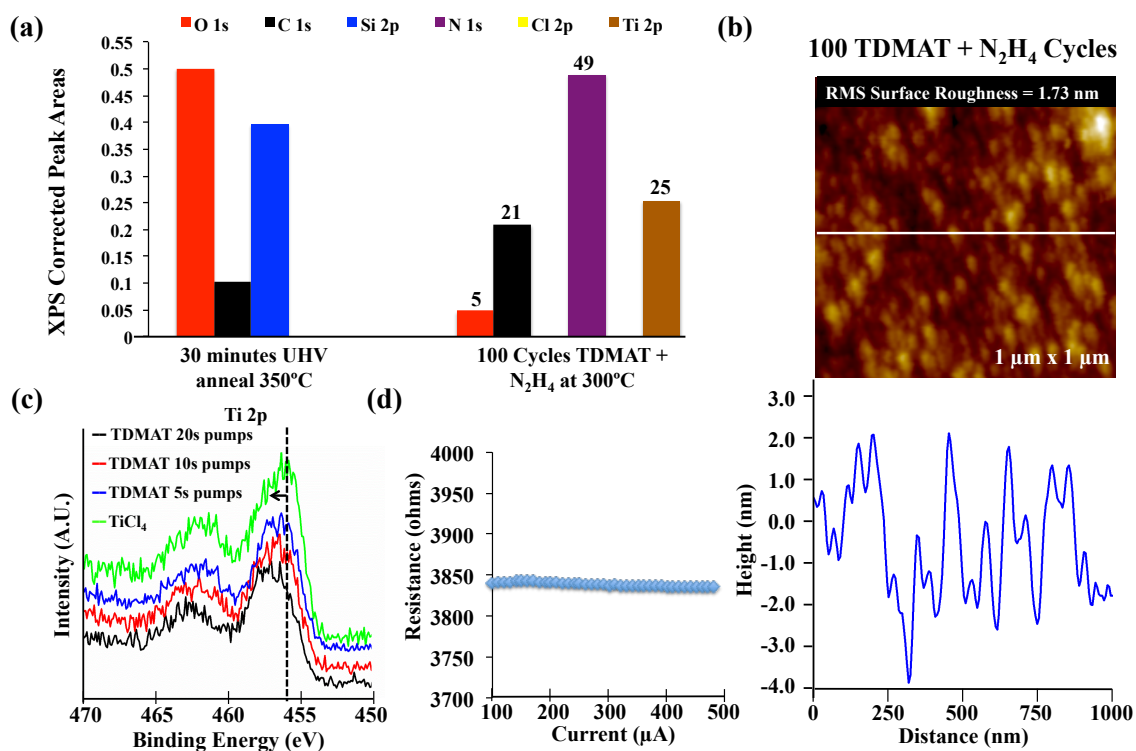 (a)
O 1s C 1s Si 2p N 1s Cl 2p Ti 2p
XPS Corrected Peak Areas
0.55
0.5
0.45
0.4
0.35
0.3
0.25
0.2
0.15
0.1
0.05
0
5
21
49
25
30 minutes UHV
anneal 350ºC
100 Cycles TDMAT +
N₂H₄ at 300ºC
(b)
100 TDMAT + N₂H₄ Cycles
RMS Surface Roughness = 1.73 nm
1 µm x 1 µm
Height (nm)
3.0
2.0
1.0
0.0
-1.0
-2.0
-3.0
-4.0
0 250 500 750 1000
Distance (nm)
(c)
Ti 2p
TDMAT 20s pumps
TDMAT 10s pumps
TDMAT 5s pumps
TiCl₄
Intensity (A.U.)
470 465 460 455 450
Binding Energy (eV)
(d)
Resistance (ohms)
4000
3950
3900
3850
3800
3750
3700
100 200 300 400 500
Current (µA)